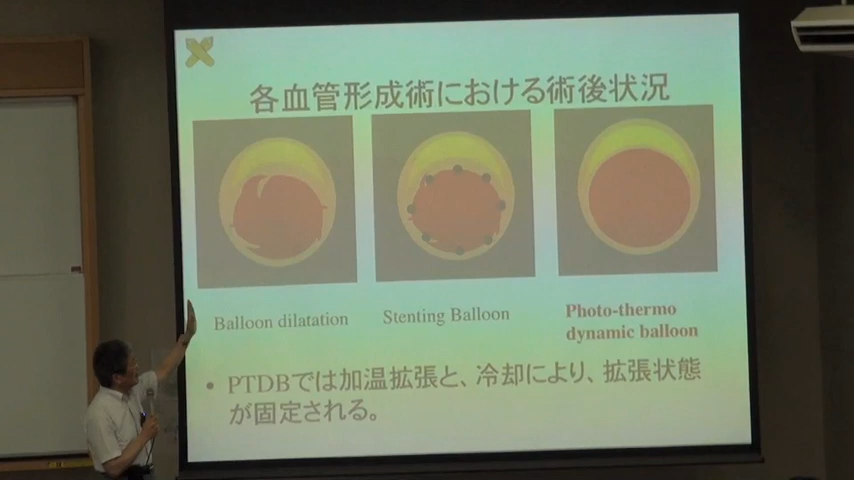 各血管形成術における術後状況
Balloon dilatation
Stenting Balloon
Photo-thermo
dynamic balloon
• PTDBでは加温拡張と、冷却により、拡張状態
が固定される。